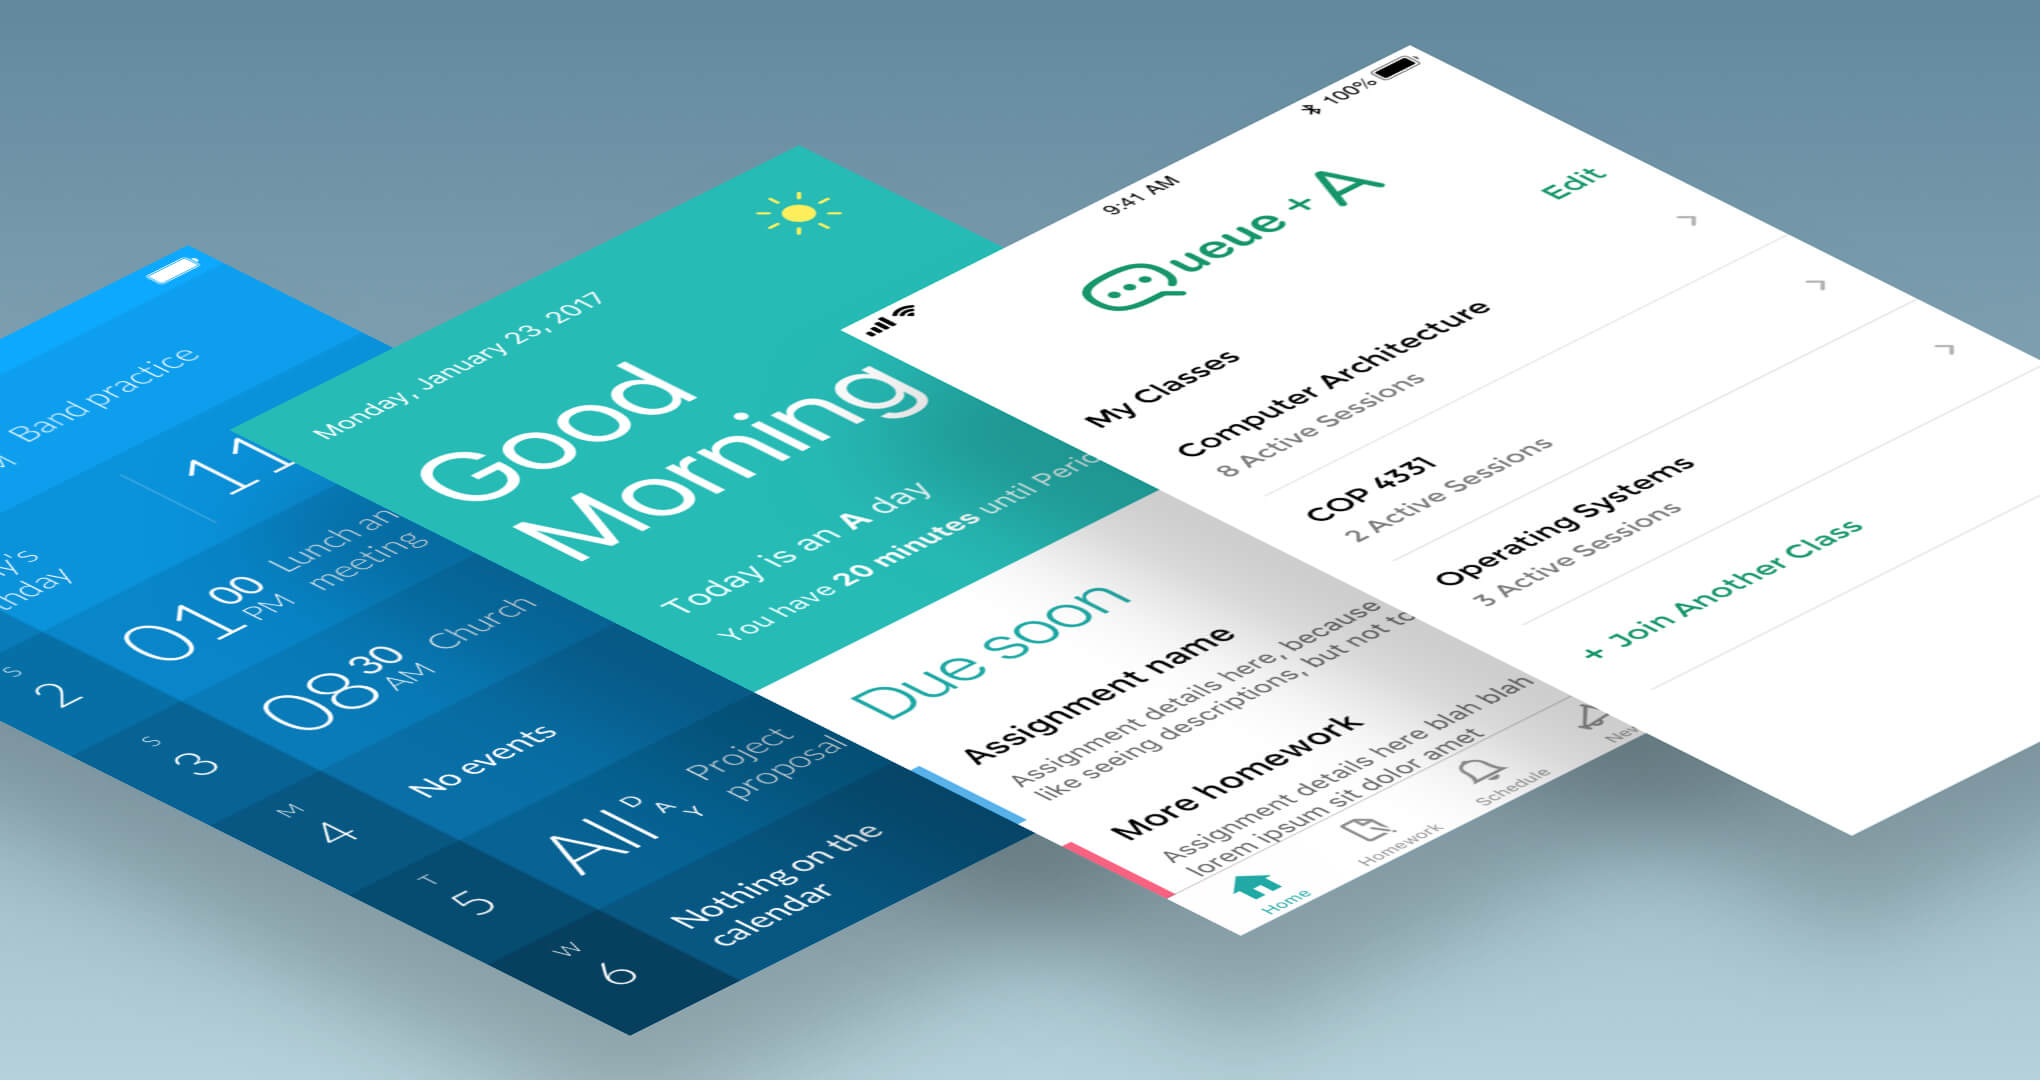 Band practice
11
01 00 PM Lunch
meeting
08 30 AM Church
No events
All DAY Project
proposal
Nothing on the
calendar
S
2
S
3
M
4
T
5
W
6
Monday, January 23, 2017
Good
Morning
Today is an A day
You have 20 minutes until
Due soon
Assignment name
Assignment details here, because
like seeing descriptions, but not to
More homework
Assignment details here blah blah
lorem ipsum sit dolor amet
Home
Homework
Schedule
9:41 AM
100%
Queue + A
Edit
My Classes
Computer Architecture
8 Active Sessions
COP 4331
2 Active Sessions
Operating Systems
3 Active Sessions
+ Join Another Class